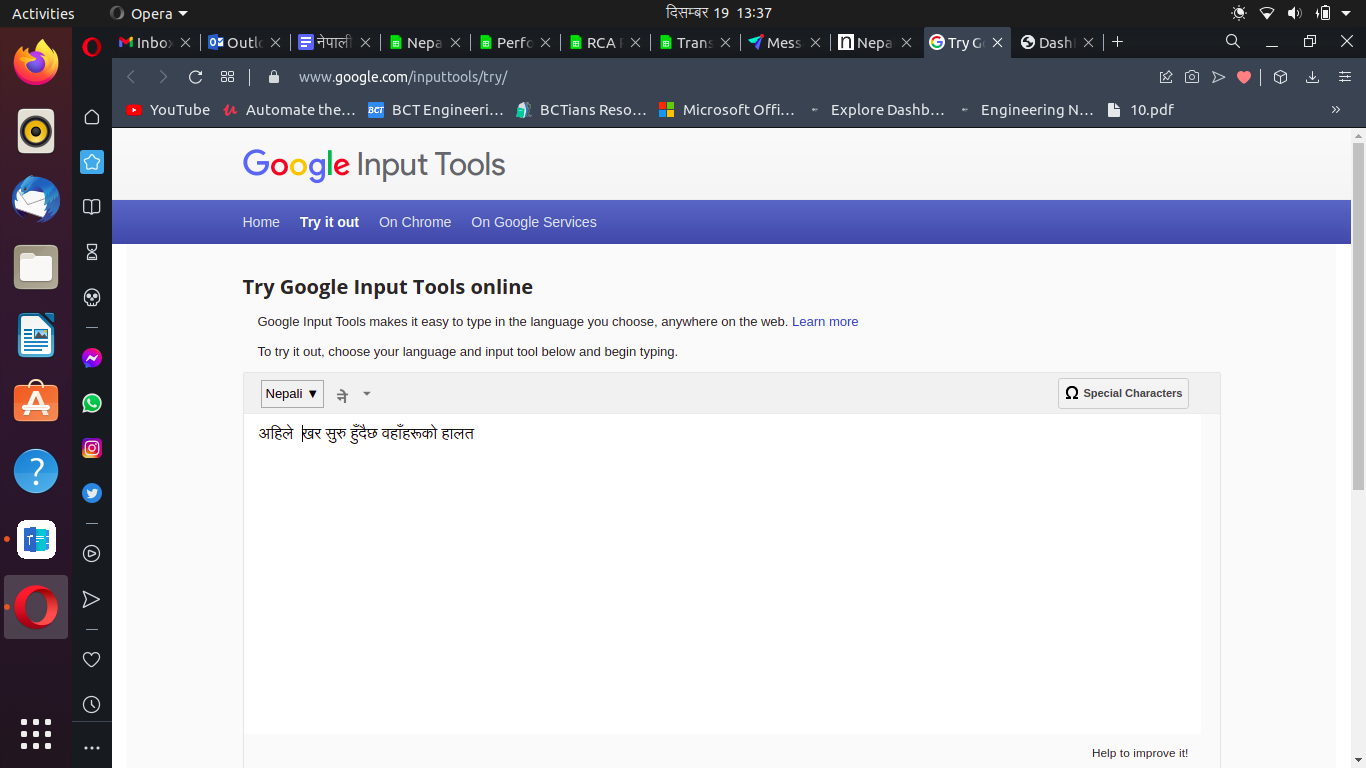 Activities Opera दिसम्बर 19 13:37
Inbox Outlo नेपाली Nepa Perfo RCA Trans Mess Nepa Try G Dash
www.google.com/inputtools/try/
YouTube Automate the... BCT Engineeri... BCTians Reso... Microsoft Offi... Explore Dashb... Engineering N... 10.pdf »
Google Input Tools
Home Try it out On Chrome On Google Services
Try Google Input Tools online
Google Input Tools makes it easy to type in the language you choose, anywhere on the web. Learn more
To try it out, choose your language and input tool below and begin typing.
Nepali ▼ ने Ω Special Characters
अहिले खर सुरु हुँदैछ वहाँहरूको हालत
Help to improve it!